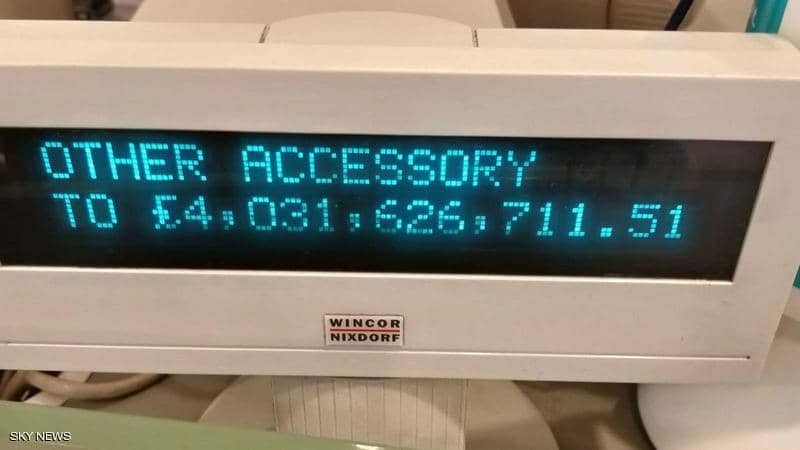 OTHER ACCESSORY
TO £4,031,626,711.51
WINCOR
NIXDORF
SKY NEWS